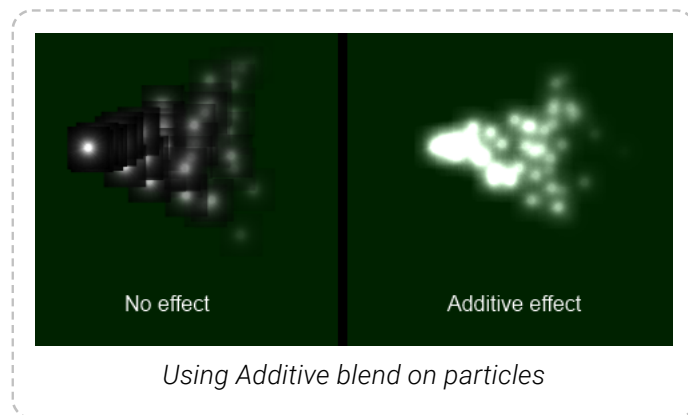 No effect
Additive effect
Using Additive blend on particles